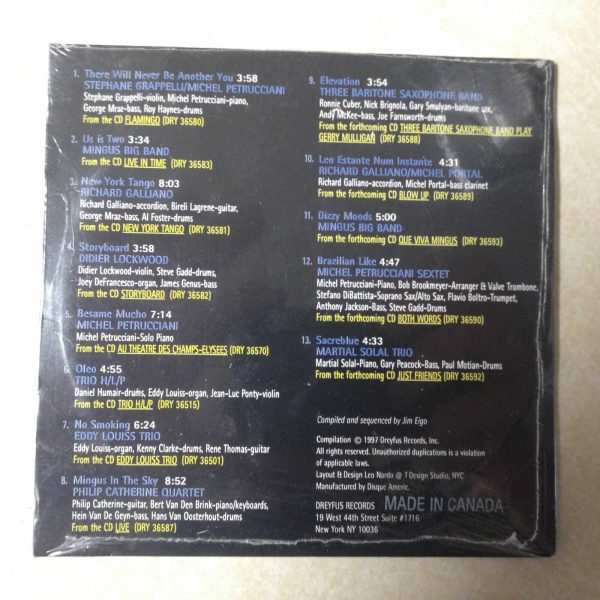 1. There Will Never Be Another You 3:58
STEPHANE GRAPPELLI/MICHEL PETRUCCIANI
Stephane Grappelli-violin, Michel Petrucciani-piano,
George Mraz-bass, Roy Haynes-drums
From the CD FLAMINGO (DRY 36580)
2. Us is Two 3:34
MINGUS BIG BAND
From the CD LIVE IN TIME (DRY 36583)
3. New York Tango 8:03
RICHARD GALLIANO
Richard Galliano-accordion, Bireli Lagrene-guitar,
George Mraz-bass, Al Foster-drums
From the CD NEW YORK TANGO (DRY 36581)
4. Storyboard 3:58
DIDIER LOCKWOOD
Didier Lockwood-violin, Steve Gadd-drums,
Joey DeFrancesco-organ, James Genus-bass
From the CD STORYBOARD (DRY 36582)
5. Besame Mucho 7:14
MICHEL PETRUCCIANI
Michel Petrucciani-Solo Piano
From the CD AU THEATRE DES CHAMPS-ELYSEES (DRY 36570)
6. Oleo 4:55
TRIO H/L/P
Daniel Humair-drums, Eddy Louiss-organ, Jean-Luc Ponty-violin
From the CD TRIO H/L/P (DRY 36515)
7. No Smoking 6:24
EDDY LOUISS TRIO
Eddy Louiss-organ, Kenny Clarke-drums, Rene Thomas-guitar
From the CD EDDY LOUISS TRIO (DRY 36501)
8. Mingus In The Sky 8:52
PHILIP CATHERINE QUARTET
Philip Catherine-guitar, Bert Van Den Brink-piano/keyboards,
Hein Van De Geyn-bass, Hans Van Oosterhout-drums
From the CD LIVE (DRY 36587)
9. Elevation 3:54
THREE BARITONE SAXOPHONE BAND
Ronnie Cuber, Nick Brignola, Gary Smulyan-baritone sax,
Andy McKee-bass, Joe Farnsworth-drums
From the forthcoming CD THREE BARITONE SAXOPHONE BAND PLAY
GERRY MULLIGAN (DRY 36588)
10. Leo Estante Num Instante 4:31
RICHARD GALLIANO/MICHEL PORTAL
Richard Galliano-accordion, Michel Portal-bass clarinet
From the forthcoming CD BLOW UP (DRY 36589)
11. Dizzy Moods 5:00
MINGUS BIG BAND
From the forthcoming CD QUE VIVA MINGUS (DRY 36593)
12. Brazilian Like 4:47
MICHEL PETRUCCIANI SEXTET
Michel Petrucciani-Piano, Bob Brookmeyer-Arranger & Valve Trombone,
Stefano DiBattista-Soprano Sax/Alto Sax, Flavio Boltro-Trumpet,
Anthony Jackson-Bass, Steve Gadd-Drums
From the forthcoming CD BOTH WORDS (DRY 36590)
13. Sacrebleu 4:33
MARTIAL SOLAL TRIO
Martial Solal-Piano, Gary Peacock-Bass, Paul Motian-Drums
From the forthcoming CD JUST FRIENDS (DRY 36592)
Compiled and sequenced by Jim Eigo
Compilation © 1997 Dreyfus Records, Inc.
All rights reserved. Unauthorized duplications is a violation
of applicable laws.
Layout & Design Leo Nardo @ T Design Studio, NYC
Manufactured by Disque Americ.
DREYFUS RECORDS
19 West 44th Street Suite #1716
New York NY 10036
MADE IN CANADA